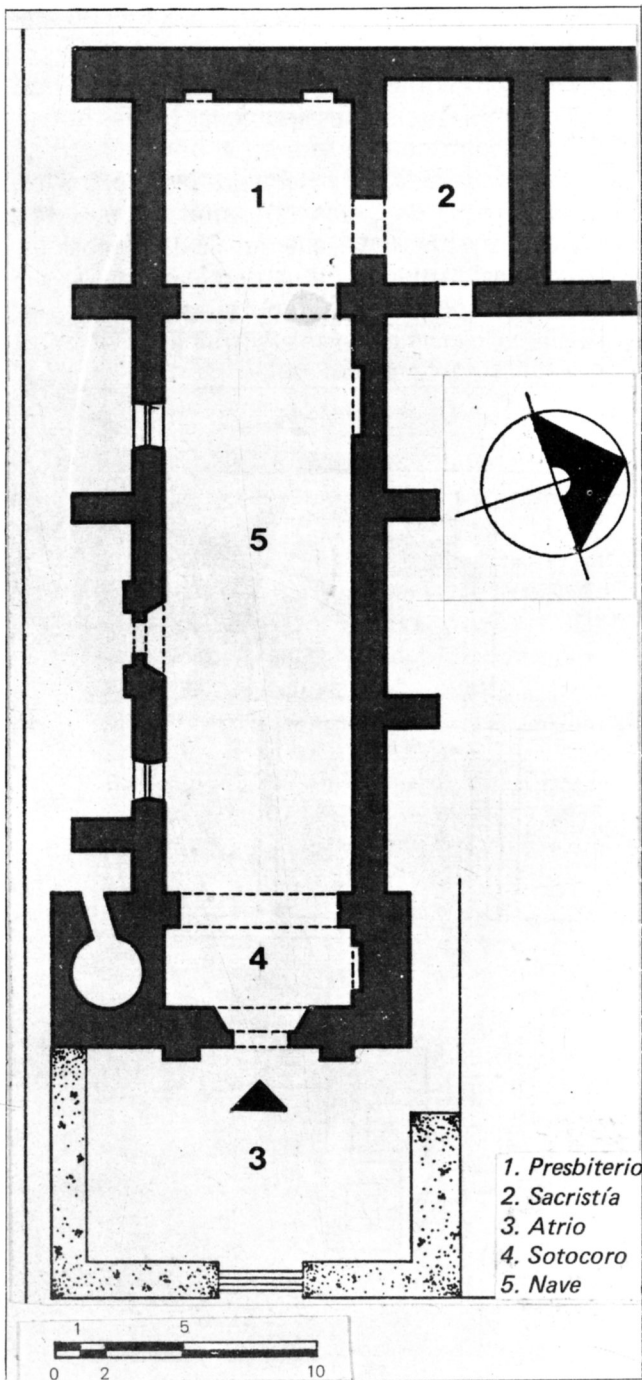 1
2
5
4
3
1. Presbiterio
2. Sacristía
3. Atrio
4. Sotocoro
5. Nave
1 5
0 2 10